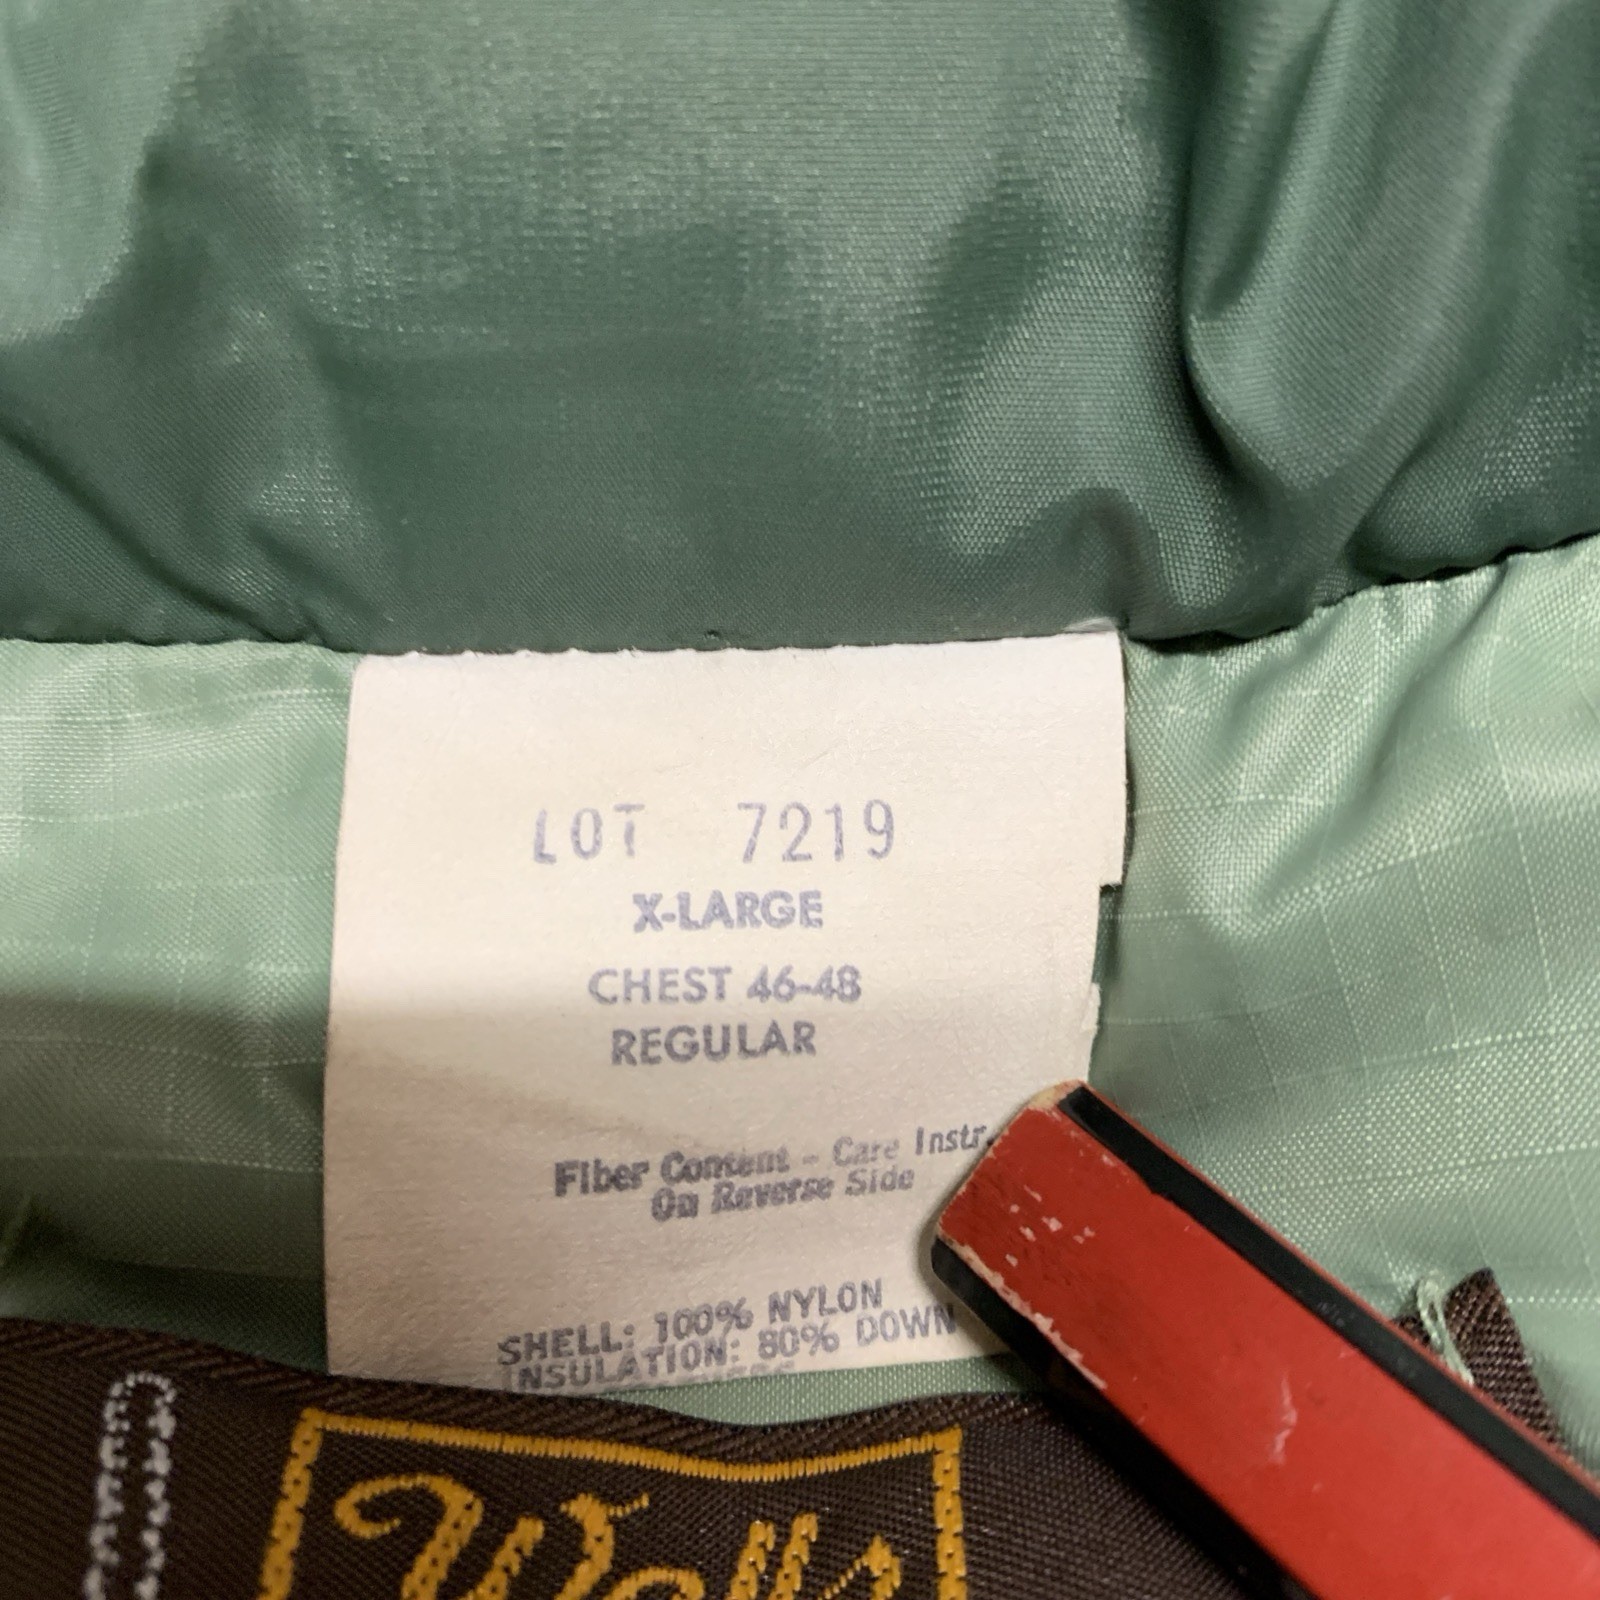 LOT 7219
X-LARGE
CHEST 46-48
REGULAR
Fiber Content - Care Instr.
On Reverse Side
SHELL: 100% NYLON
INSULATION: 80% DOWN
Wells